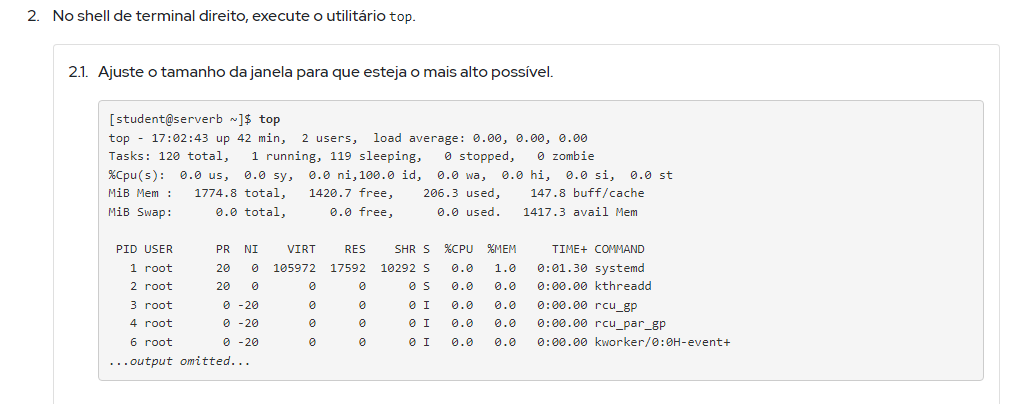 2. No shell de terminal direito, execute o utilitário top.
2.1. Ajuste o tamanho da janela para que esteja o mais alto possível.
[student@serverb ~]$ top
top - 17:02:43 up 42 min,  2 users,  load average: 0.00, 0.00, 0.00
Tasks: 120 total,   1 running, 119 sleeping,   0 stopped,   0 zombie
%Cpu(s):  0.0 us,  0.0 sy,  0.0 ni,100.0 id,  0.0 wa,  0.0 hi,  0.0 si,  0.0 st
MiB Mem :   1774.8 total,   1420.7 free,    206.3 used,    147.8 buff/cache
MiB Swap:      0.0 total,      0.0 free,      0.0 used.   1417.3 avail Mem
 PID USER      PR  NI    VIRT    RES    SHR S  %CPU  %MEM     TIME+ COMMAND
   1 root      20   0  105972  17592  10292 S   0.0   1.0   0:01.30 systemd
   2 root      20   0       0      0      0 S   0.0   0.0   0:00.00 kthreadd
   3 root       0 -20       0      0      0 I   0.0   0.0   0:00.00 rcu_gp
   4 root       0 -20       0      0      0 I   0.0   0.0   0:00.00 rcu_par_gp
   6 root       0 -20       0      0      0 I   0.0   0.0   0:00.00 kworker/0:0H-event+
...output omitted...